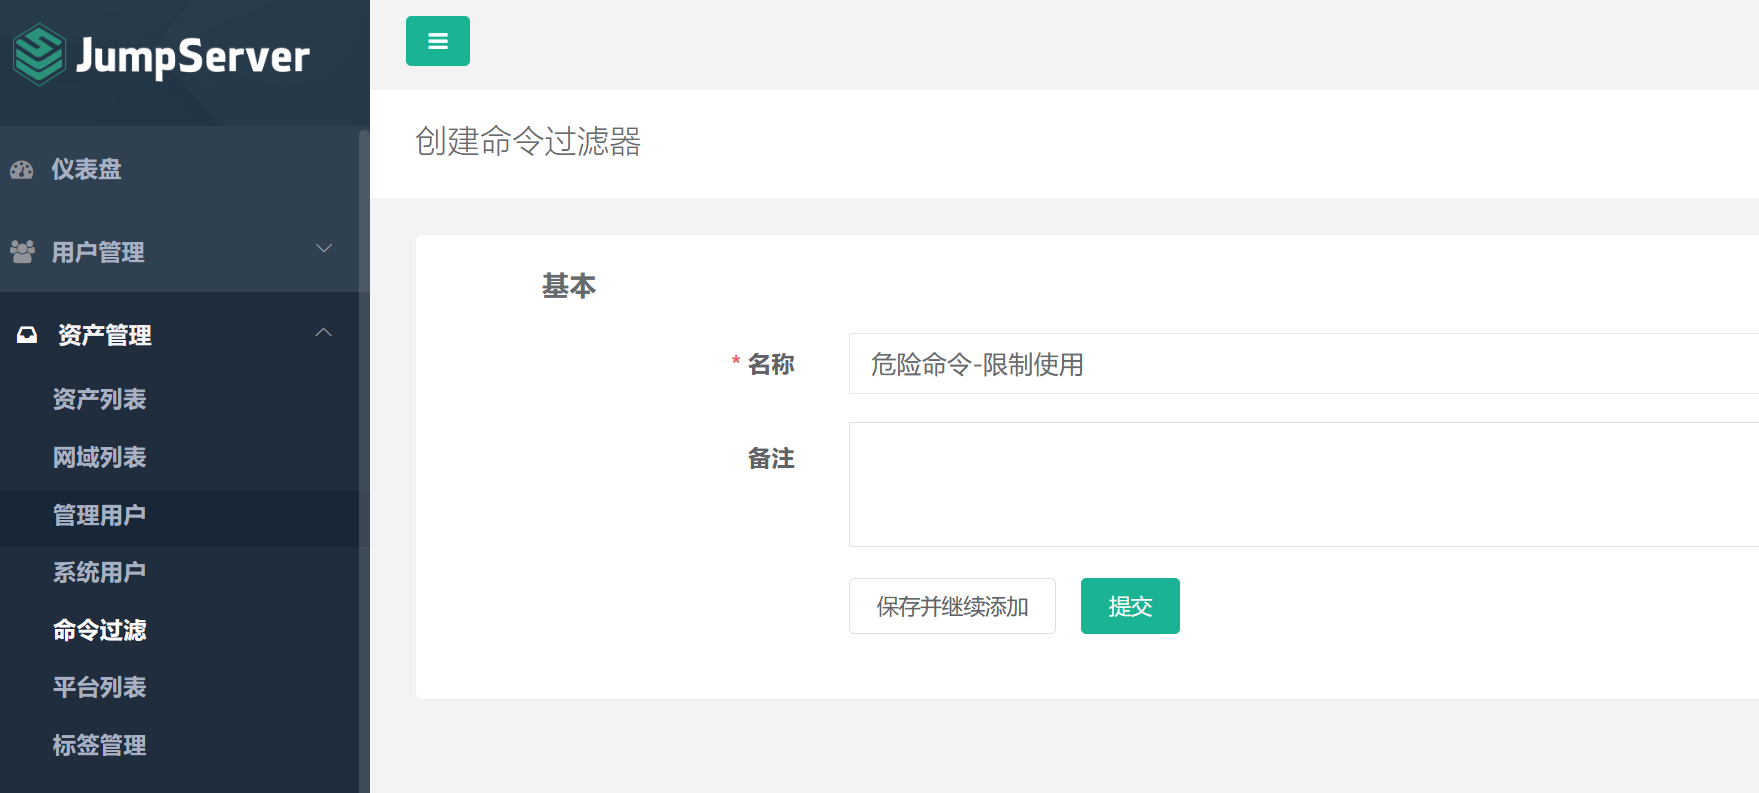 JumpServer
仪表盘
用户管理
资产管理
资产列表
网域列表
管理用户
系统用户
命令过滤
平台列表
标签管理
创建命令过滤器
基本
* 名称
危险命令-限制使用
备注
保存并继续添加
提交